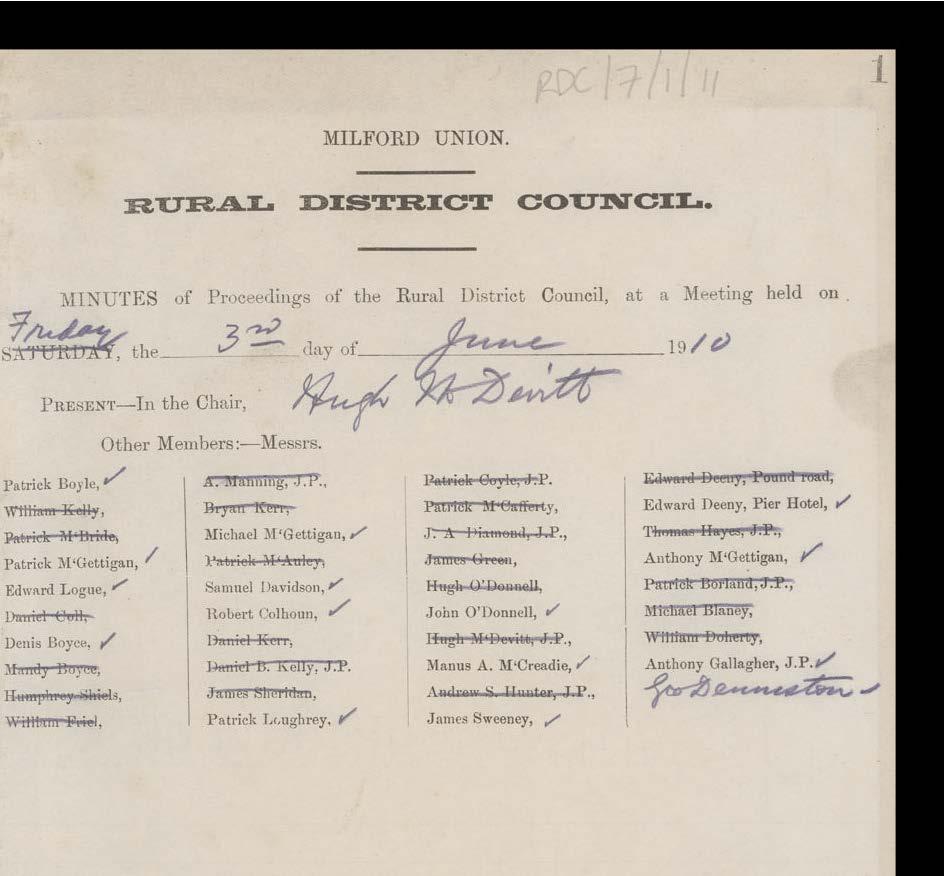 RDC/7/1/11
1
MILFORD UNION.
RURAL DISTRICT COUNCIL.
MINUTES of Proceedings of the Rural District Council, at a Meeting held on
Friday
SATURDAY, the 3rd day of June 1910
PRESENT—In the Chair, Hugh McDevitt
Other Members:—Messrs.
Patrick Boyle, ✓
William Kelly,
Patrick M‘Bride,
Patrick M‘Gettigan, ✓
Edward Logue, ✓
Daniel Coll,
Denis Boyce, ✓
Mandy Boyce,
Humphrey Shiels,
William Friel,
A. Manning, J.P.,
Bryan Kerr,
Michael M‘Gettigan, ✓
Patrick M‘Auley,
Samuel Davidson, ✓
Robert Colhoun, ✓
Daniel Kerr,
Daniel B. Kelly, J.P.
James Sheridan,
Patrick Loughrey, ✓
Patrick Coyle, J.P.
Patrick M‘Cafferty,
J. A Diamond, J.P.,
James Green,
Hugh O’Donnell,
John O’Donnell, ✓
Hugh M‘Devitt, J.P.,
Manus A. M‘Creadie, ✓
Andrew S. Hunter, J.P.,
James Sweeney, ✓
Edward Deeny, Pound road,
Edward Deeny, Pier Hotel, ✓
Thomas Hayes, J.P.,
Anthony M‘Gettigan, ✓
Patrick Borland, J.P.,
Michael Blaney,
William Doherty,
Anthony Gallagher, J.P. ✓
Geo Denniston ✓